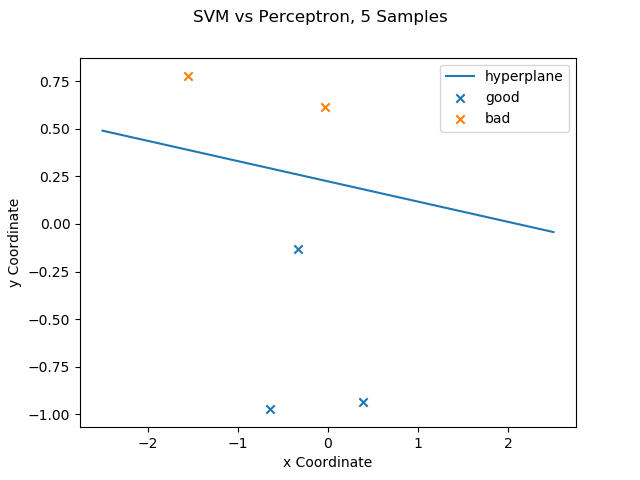 SVM vs Perceptron, 5 Samples
hyperplane
good
bad
0.75
0.50
0.25
0.00
−0.25
−0.50
−0.75
−1.00
y Coordinate
−2
−1
0
1
2
x Coordinate